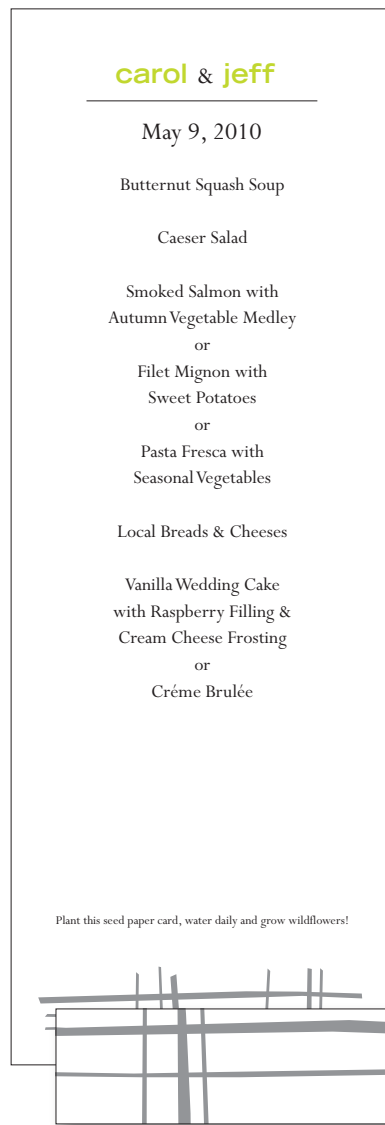 carol & jeff
May 9, 2010
Butternut Squash Soup
Caeser Salad
Smoked Salmon with
Autumn Vegetable Medley
or
Filet Mignon with
Sweet Potatoes
or
Pasta Fresca with
Seasonal Vegetables
Local Breads & Cheeses
Vanilla Wedding Cake
with Raspberry Filling &
Cream Cheese Frosting
or
Créme Brulée
Plant this seed paper card, water daily and grow wildflowers!